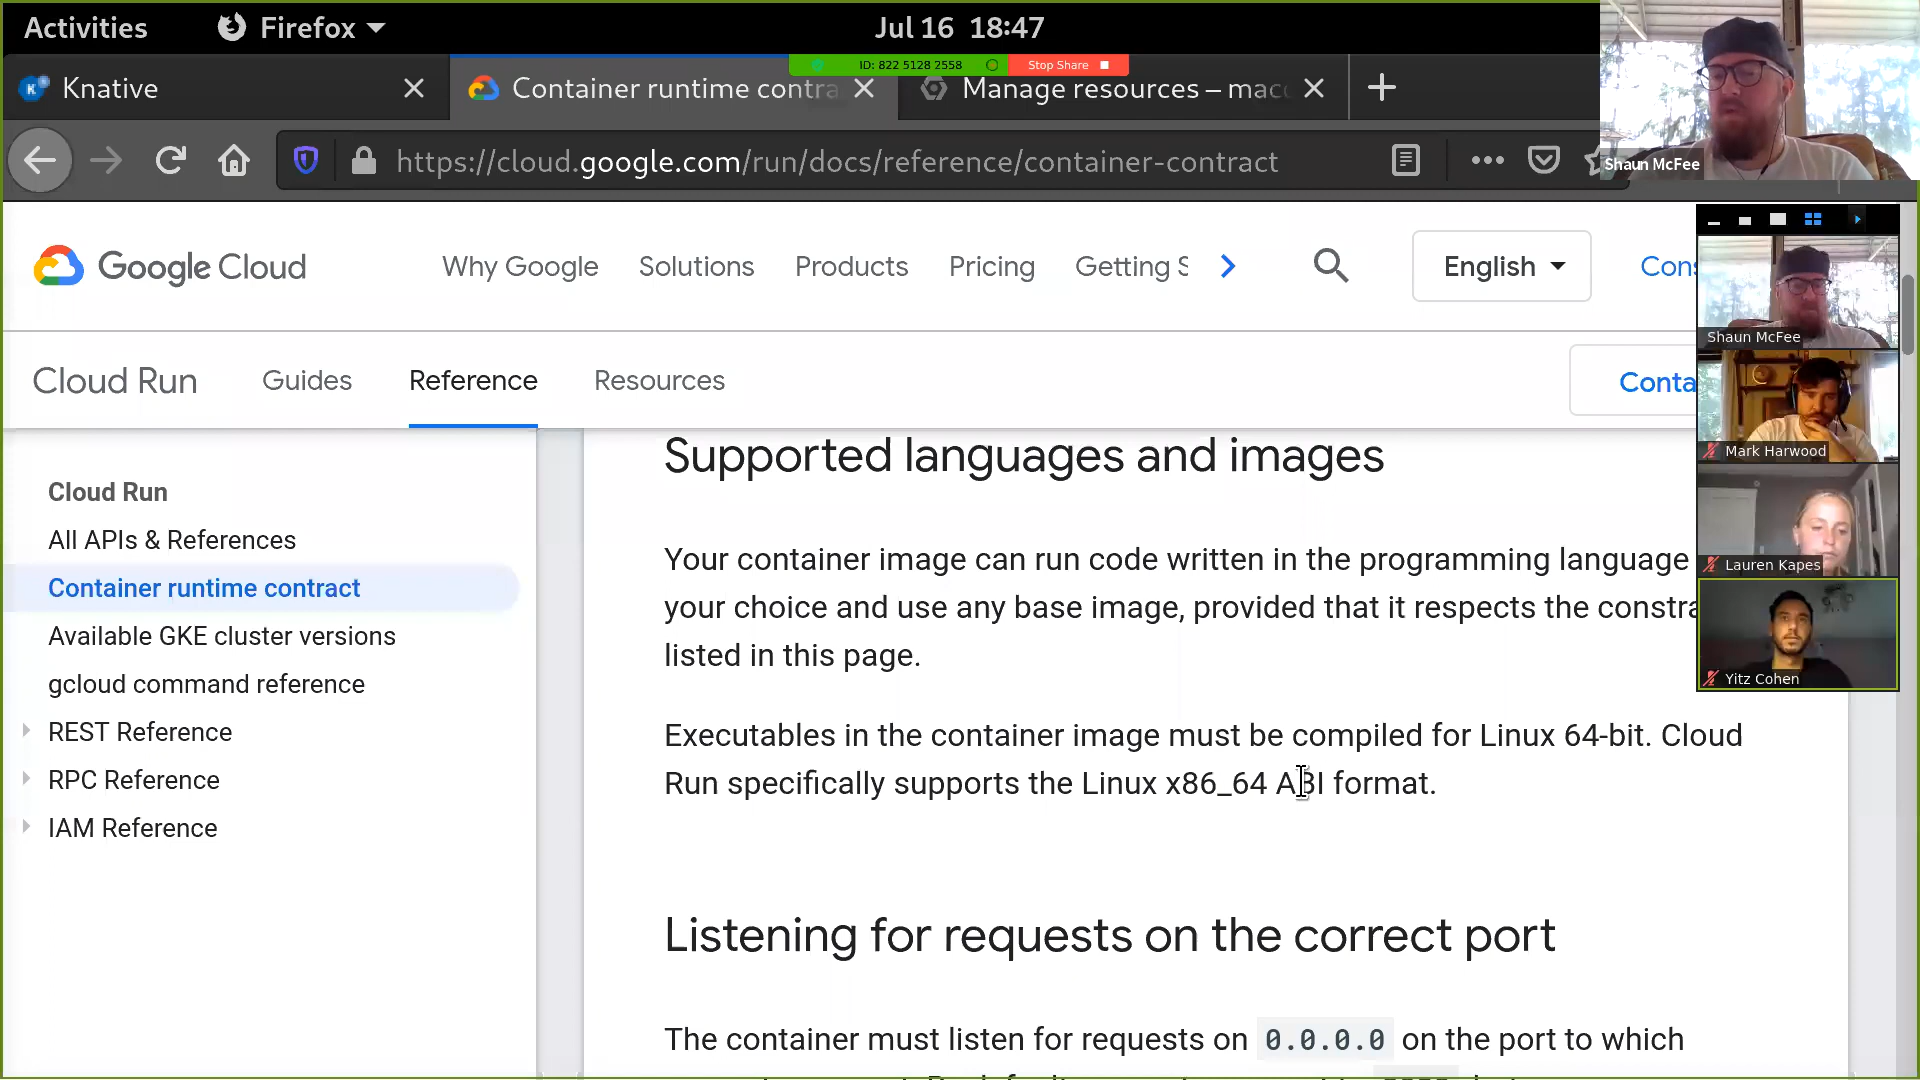 Activities
Firefox
Jul 16 18:47
Knative
Container runtime contra
ID: 822 5128 2558
Stop Share
Manage resources – mac
https://cloud.google.com/run/docs/reference/container-contract
Shaun McFee
Google Cloud
Why Google
Solutions
Products
Pricing
Getting S
English
Cons
Cloud Run
Guides
Reference
Resources
Conta
Shaun McFee
Mark Harwood
Lauren Kapes
Yitz Cohen
Cloud Run
All APIs & References
Container runtime contract
Available GKE cluster versions
gcloud command reference
REST Reference
RPC Reference
IAM Reference
Supported languages and images
Your container image can run code written in the programming language
your choice and use any base image, provided that it respects the constra
listed in this page.
Executables in the container image must be compiled for Linux 64-bit. Cloud
Run specifically supports the Linux x86_64 ABI format.
Listening for requests on the correct port
The container must listen for requests on 0.0.0.0 on the port to which